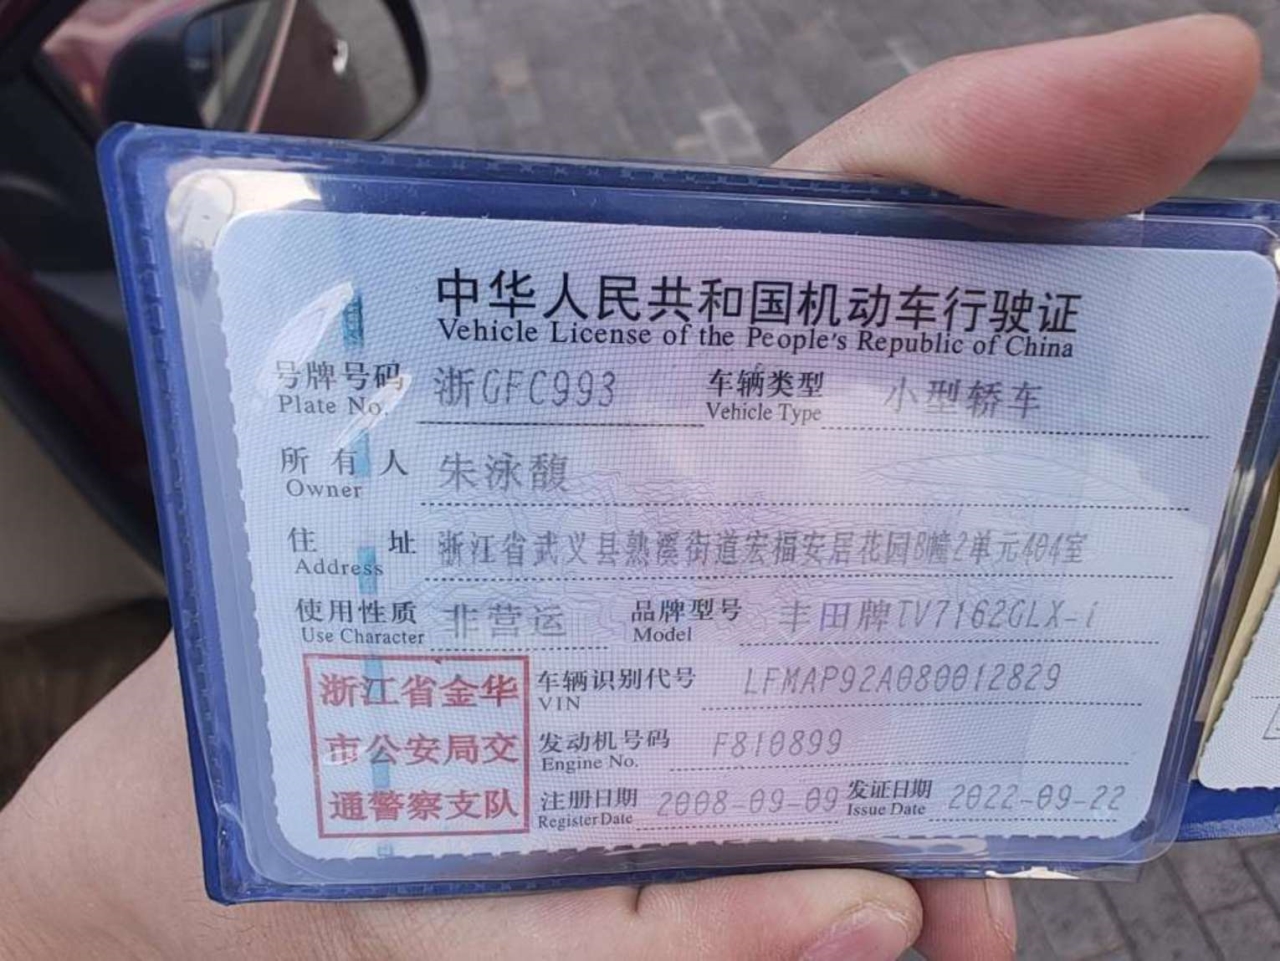 中华人民共和国机动车行驶证
Vehicle License of the People's Republic of China
号牌号码 浙GFC993 车辆类型 小型轿车
Plate No. Vehicle Type
所有人 朱泳馥
Owner
住址 浙江省武义县熟溪街道宏福安居花园B幢2单元404室
Address
使用性质 非营运 品牌型号 丰田牌TV7162GLX-i
Use Character Model
浙江省金华
市公安局交
通警察支队
车辆识别代号 LFMAP92A080012829
VIN
发动机号码 F810899
Engine No.
注册日期 2008-09-09 发证日期 2022-09-22
Register Date Issue Date